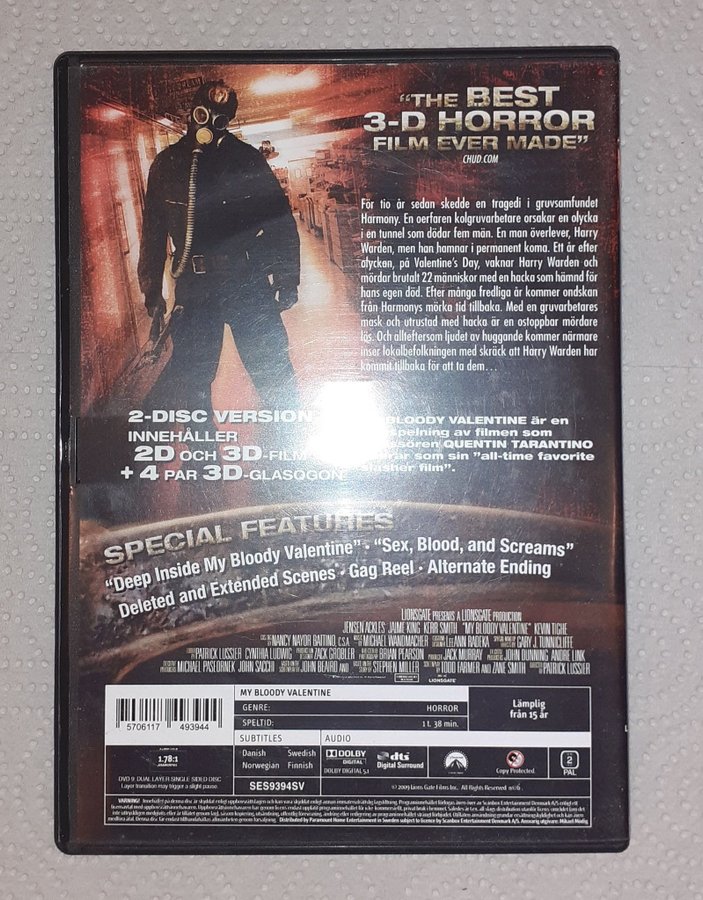 "THE BEST
3-D HORROR
FILM EVER MADE"
CHUD.COM
För tio år sedan skedde en tragedi i gruvsamfundet
Harmony. En oerfaren kolgruvarbetare orsakar en olycka
i en tunnel som dödar fem män. En man överlever, Harry
Warden, men han hamnar i permanent koma. Ett år efter
olyckan, på Valentine's Day, vaknar Harry Warden och
mördar brutalt 22 människor med en hacka som hämnd för
hans egen död. Efter många fredliga år kommer ondskan
från Harmonys mörka tid tillbaka. Med en gruvarbetares
mask och utrustad med hacka är en ostoppbar mördare
lös. Och allteftersom ljudet av huggande kommer närmare
inser lokalbefolkningen med skräck att Harry Warden har
kommit tillbaka för att ta dem...
2-DISC VERSION
INNEHÅLLER
2D OCH 3D-FILM
+ 4 PAR 3D-GLASÖGON
BLOODY VALENTINE är en
spelning av filmen som
QUENTIN TARANTINO
som sin "all-time favorite
slasher film".
SPECIAL FEATURES
"Deep Inside My Bloody Valentine" · "Sex, Blood, and Screams"
Deleted and Extended Scenes · Gag Reel · Alternate Ending
LIONSGATE PRESENTS A LIONSGATE PRODUCTION
JENSEN ACKLES JAIME KING KERR SMITH "MY BLOODY VALENTINE" KEVIN TIGHE
NANCY NAYOR BATTINO, C.S.A. MICHAEL WANDMACHER LEEANN RADEKA GARY J. TUNNICLIFFE
PATRICK LUSSIER CYNTHIA LUDWIG ZACK GROBLER BRIAN PEARSON JACK MURRAY JOHN DUNNING ANDRE LINK
MICHAEL PASEORNEK JOHN SACCHI JOHN BEAIRD AND STEPHEN MILLER TODD FARMER AND ZANE SMITH PATRICK LUSSIER
LIONSGATE
5706117 493944
MY BLOODY VALENTINE
GENRE: HORROR
SPELTID: 1 t. 38 min.
Lämplig
från 15 år
SUBTITLES AUDIO
Danish Swedish
Norwegian Finnish
DOLBY
DIGITAL
DOLBY DIGITAL 5.1
dts
Digital Surround
Copy Protected
2
PAL
1.78:1
DVD 9: DUAL LAYER SINGLE SIDED DISC
Layer transition may trigger a slight pause.
SES9394SV
© 2009 Lions Gate Films Inc. All Rights Reserved.
WARNING!
Distributed by Paramount Home Entertainment in Sweden subject to licence by Scanbox Entertainment Denmark A/S. Ansvarig utgivare: Mikael Modig